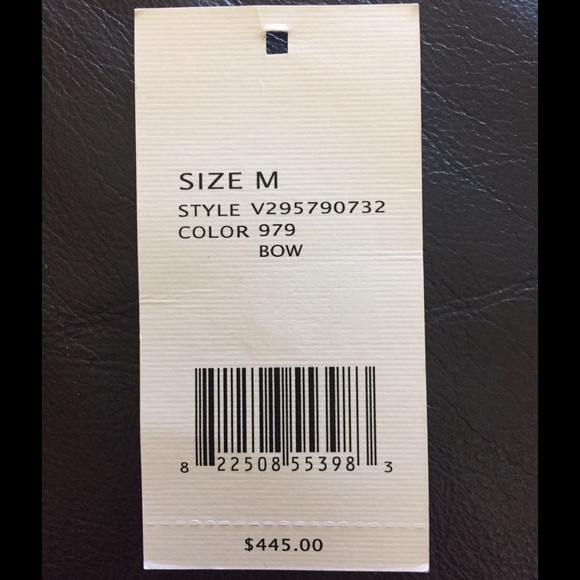 SIZE M
STYLE V295790732
COLOR 979
BOW
8 22508 55398 3
$445.00